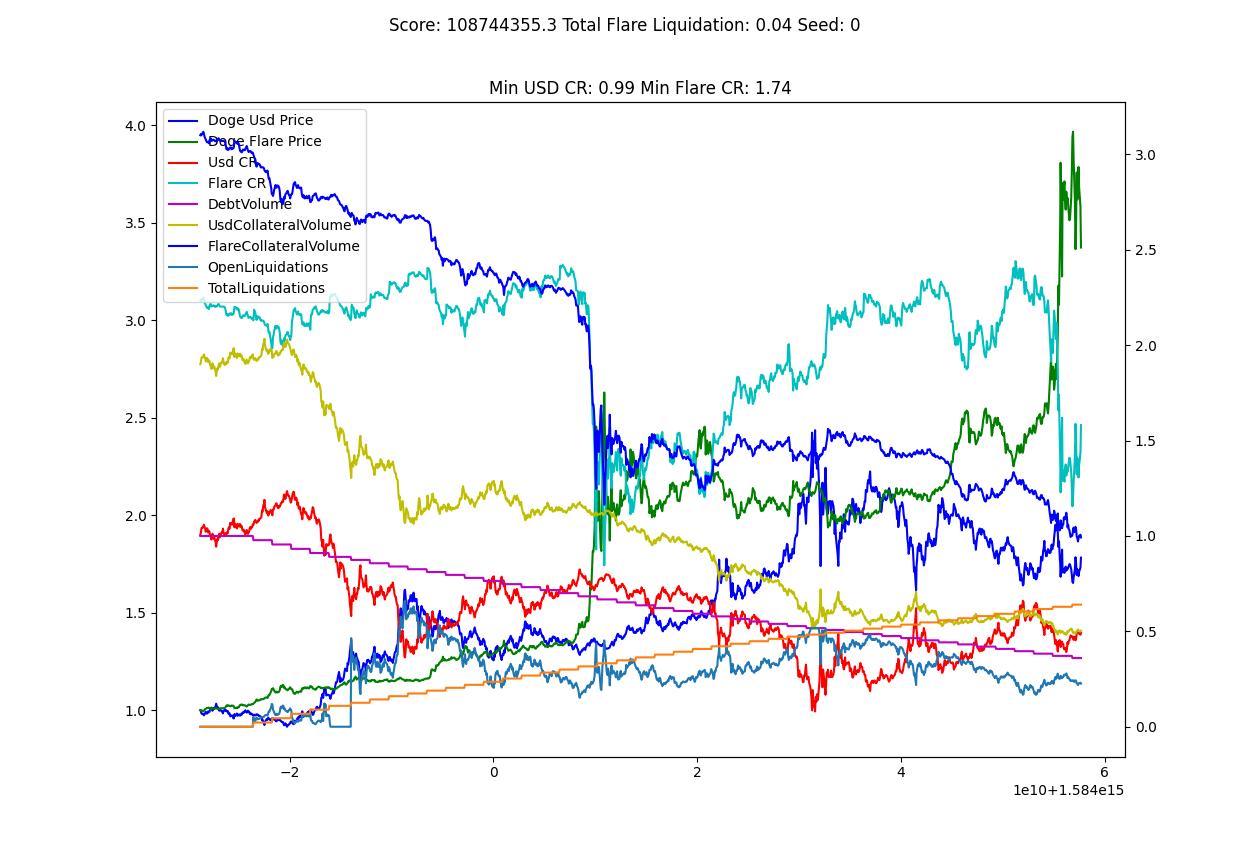 Score: 108744355.3 Total Flare Liquidation: 0.04 Seed: 0
Min USD CR: 0.99 Min Flare CR: 1.74
Doge Usd Price
Doge Flare Price
Usd CR
Flare CR
DebtVolume
UsdCollateralVolume
FlareCollateralVolume
OpenLiquidations
TotalLiquidations
4.0
3.5
3.0
2.5
2.0
1.5
1.0
3.0
2.5
2.0
1.5
1.0
0.5
0.0
−2
0
2
4
6
1e10+1.584e15